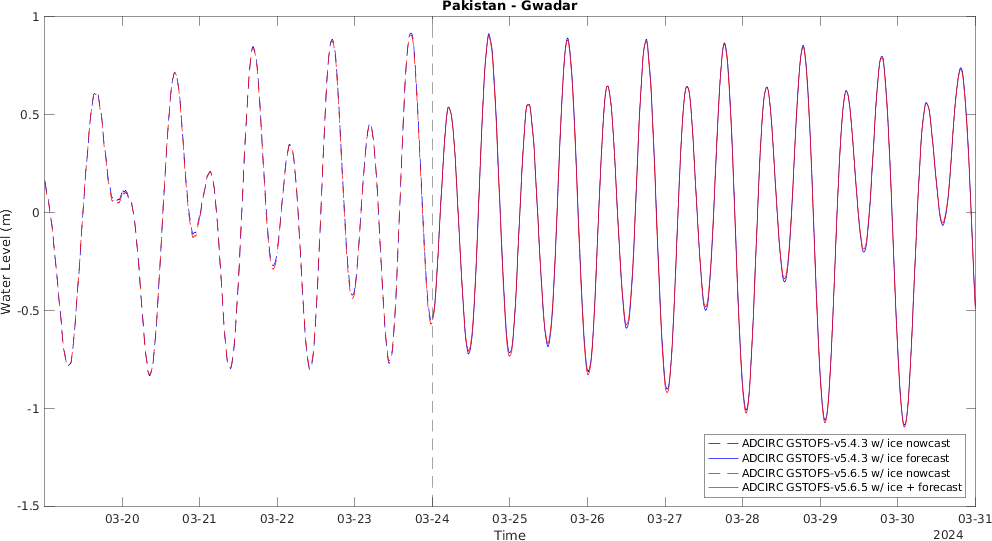 Pakistan - Gwadar
1
0.5
0
-0.5
-1
-1.5
Water Level (m)
ADCIRC GSTOFS-v5.4.3 w/ ice nowcast
ADCIRC GSTOFS-v5.4.3 w/ ice forecast
ADCIRC GSTOFS-v5.6.5 w/ ice nowcast
ADCIRC GSTOFS-v5.6.5 w/ ice + forecast
03-20 03-21 03-22 03-23 03-24 03-25 03-26 03-27 03-28 03-29 03-30 03-31
Time
2024